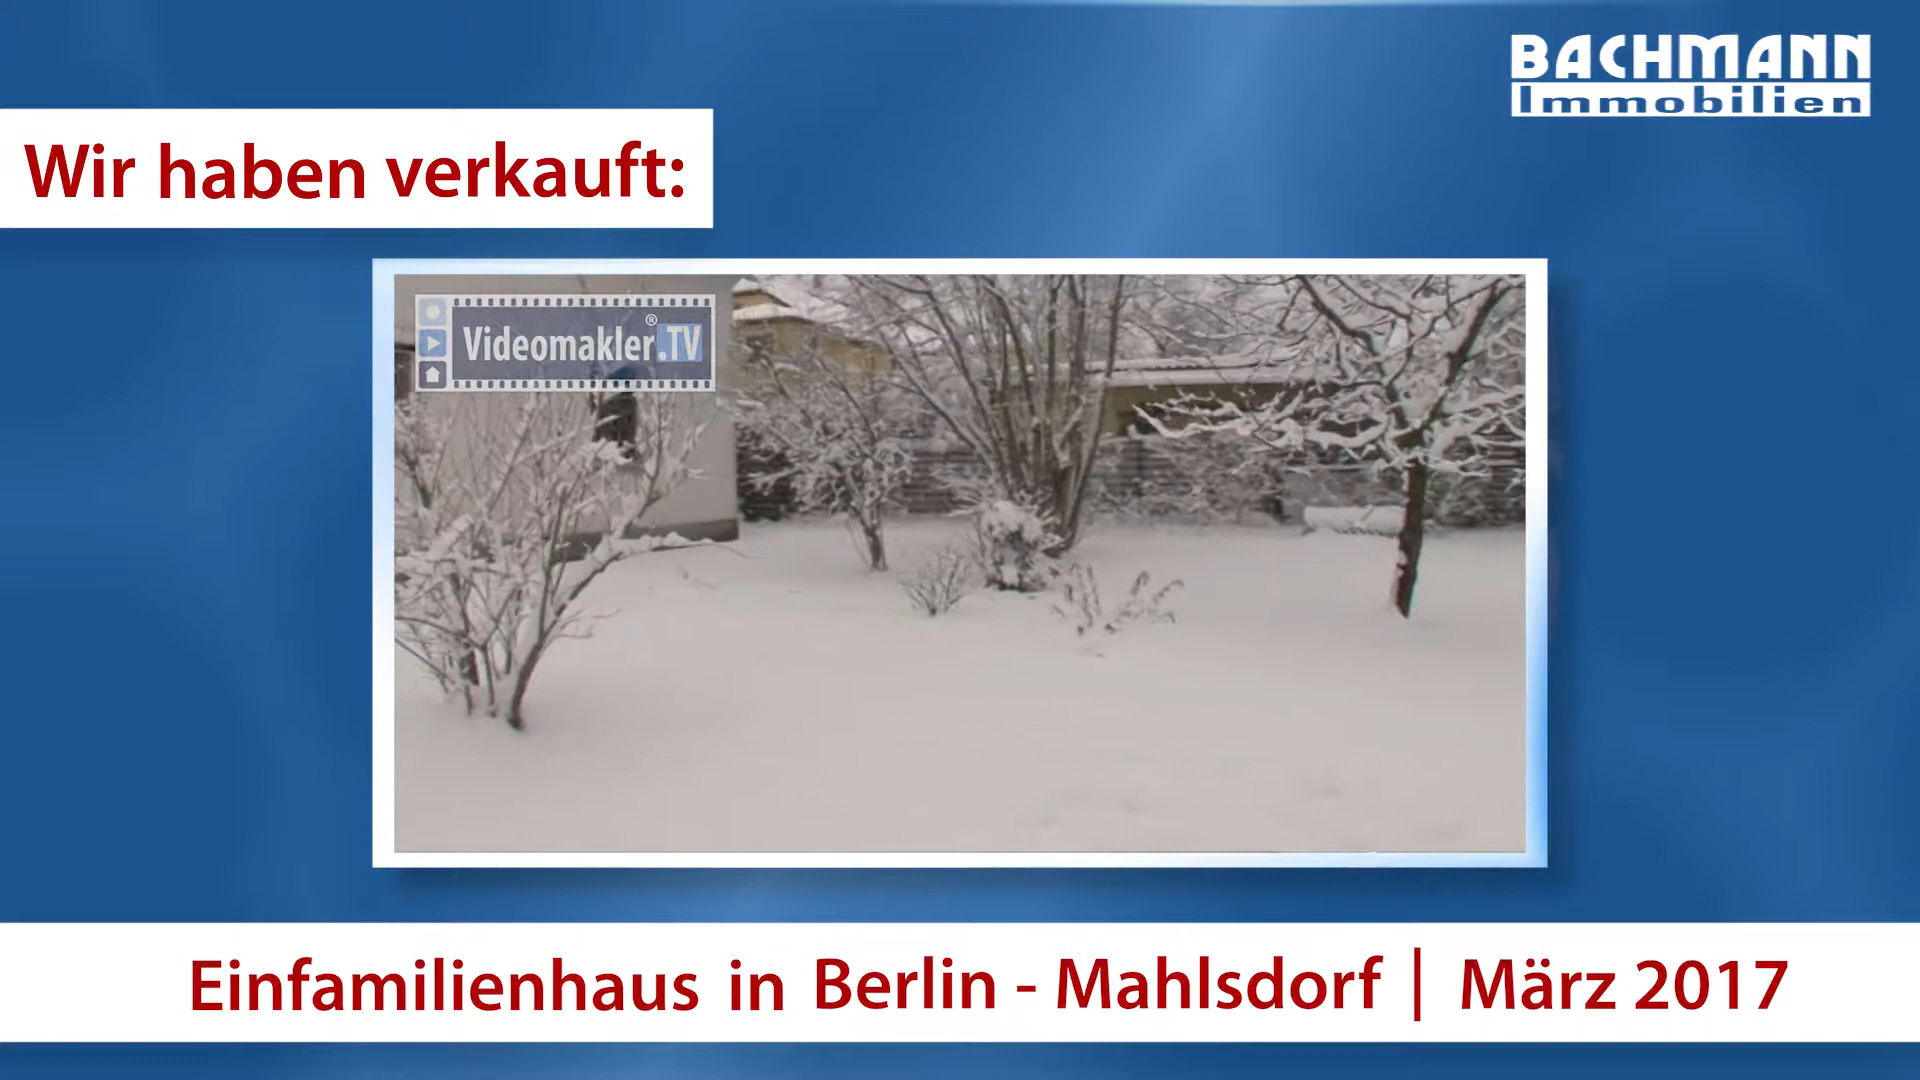 BACHMANN
Immobilien
Wir haben verkauft:
Videomakler.TV®
Einfamilienhaus in Berlin - Mahlsdorf | März 2017